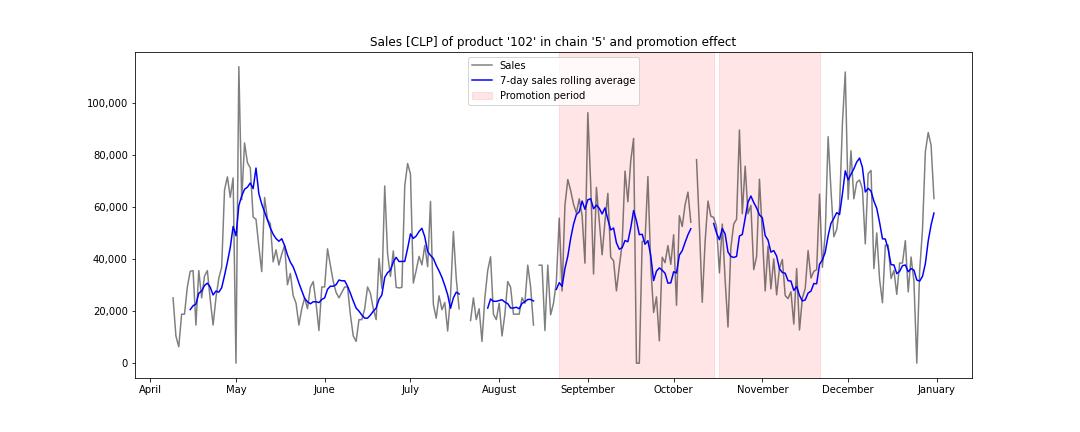 Sales [CLP] of product '102' in chain '5' and promotion effect
Sales
7-day sales rolling average
Promotion period
100,000
80,000
60,000
40,000
20,000
0
April May June July August September October November December January